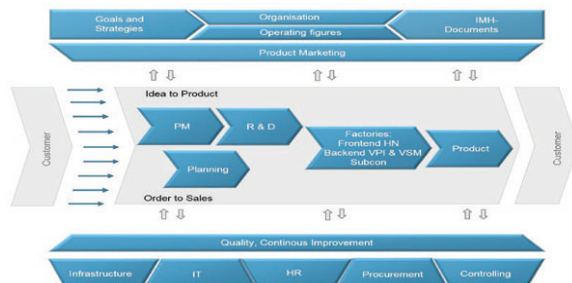 Goals and
Strategies
Organisation
Operating figures
IMH-
Documents
Product Marketing
Idea to Product
Customer
PM
R & D
Planning
Factories:
Frontend HN
Backend VPI & VSM
Subcon
Product
Customer
Order to Sales
Quality, Continous Improvement
Infrastructure
IT
HR
Procurement
Controlling